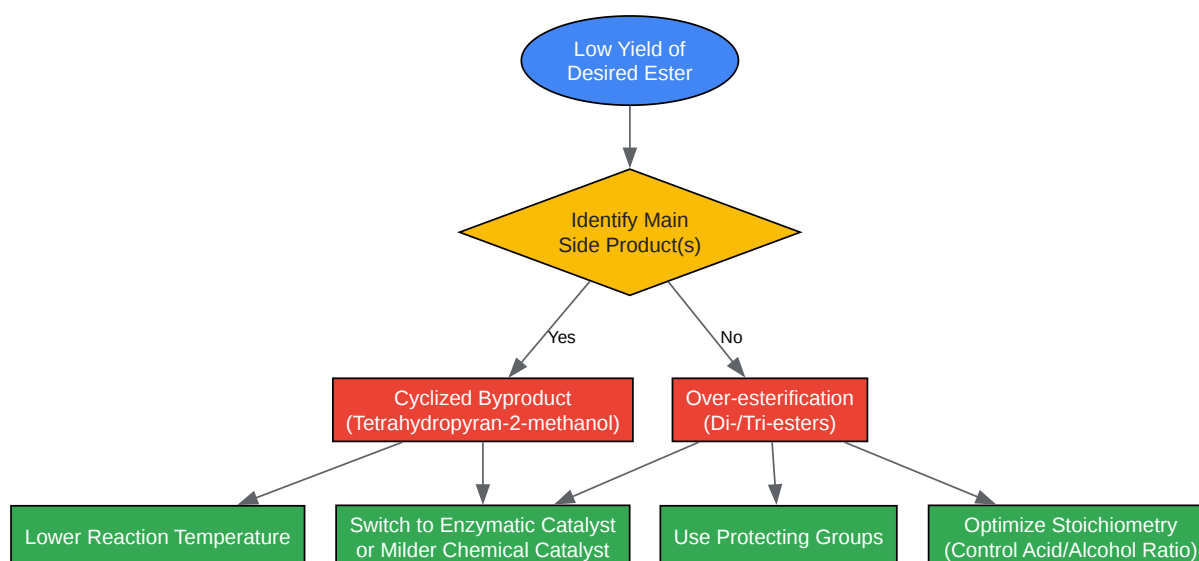 Low Yield of
Desired Ester
Identify Main
Side Product(s)
Yes
No
Cyclized Byproduct
(Tetrahydropyran-2-methanol)
Over-esterification
(Di-/Tri-esters)
Lower Reaction Temperature
Switch to Enzymatic Catalyst
or Milder Chemical Catalyst
Use Protecting Groups
Optimize Stoichiometry
(Control Acid/Alcohol Ratio)